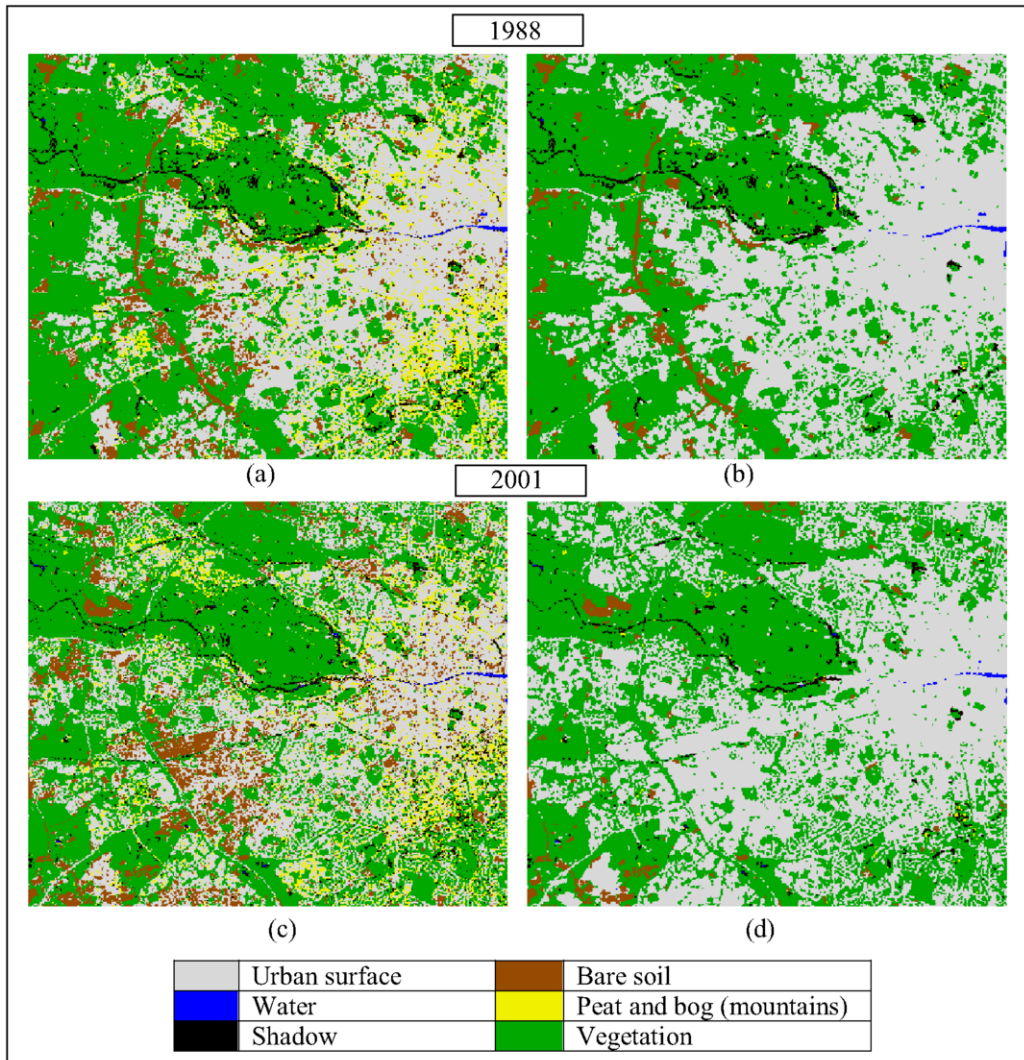 1988
(a) (b)
2001
(c) (d)
Urban surface Bare soil
Water Peat and bog (mountains)
Shadow Vegetation